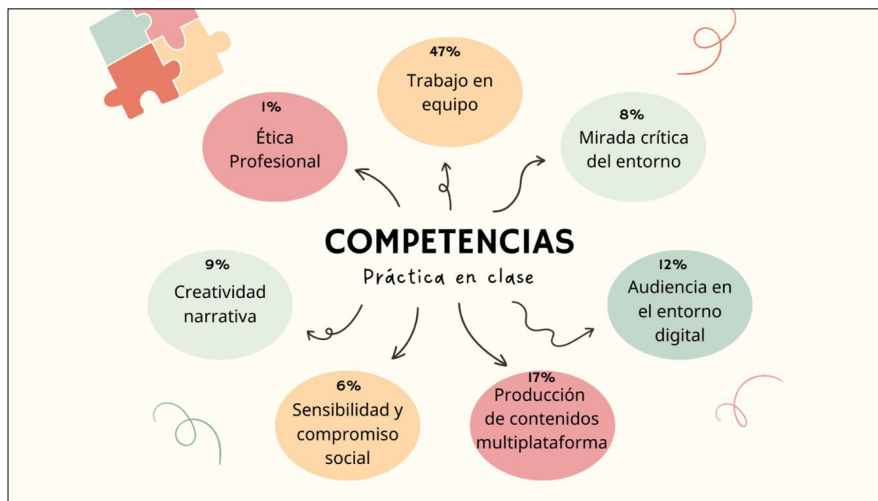 47%
Trabajo en
equipo
1%
Ética
Profesional
8%
Mirada crítica
del entorno
COMPETENCIAS
Práctica en clase
9%
Creatividad
narrativa
12%
Audiencia en
el entorno
digital
6%
Sensibilidad y
compromiso
social
17%
Producción
de contenidos
multiplataforma